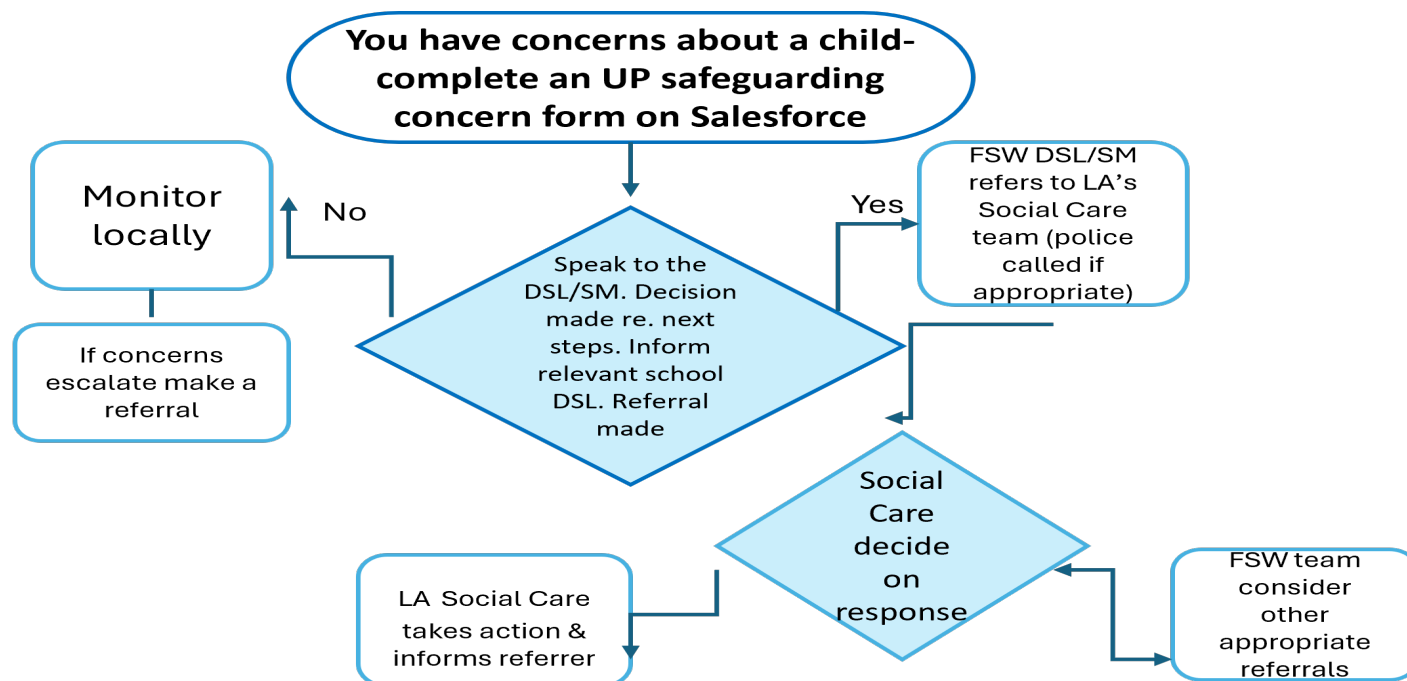 You have concerns about a child-
complete an UP safeguarding
concern form on Salesforce
Monitor
locally
No
Yes
FSW DSL/SM
refers to LA’s
Social Care
team (police
called if
appropriate)
Speak to the
DSL/SM. Decision
made re. next
steps. Inform
relevant school
DSL. Referral
made
If concerns
escalate make a
referral
Social
Care
decide
on
response
LA Social Care
takes action &
informs referrer
FSW team
consider
other
appropriate
referrals